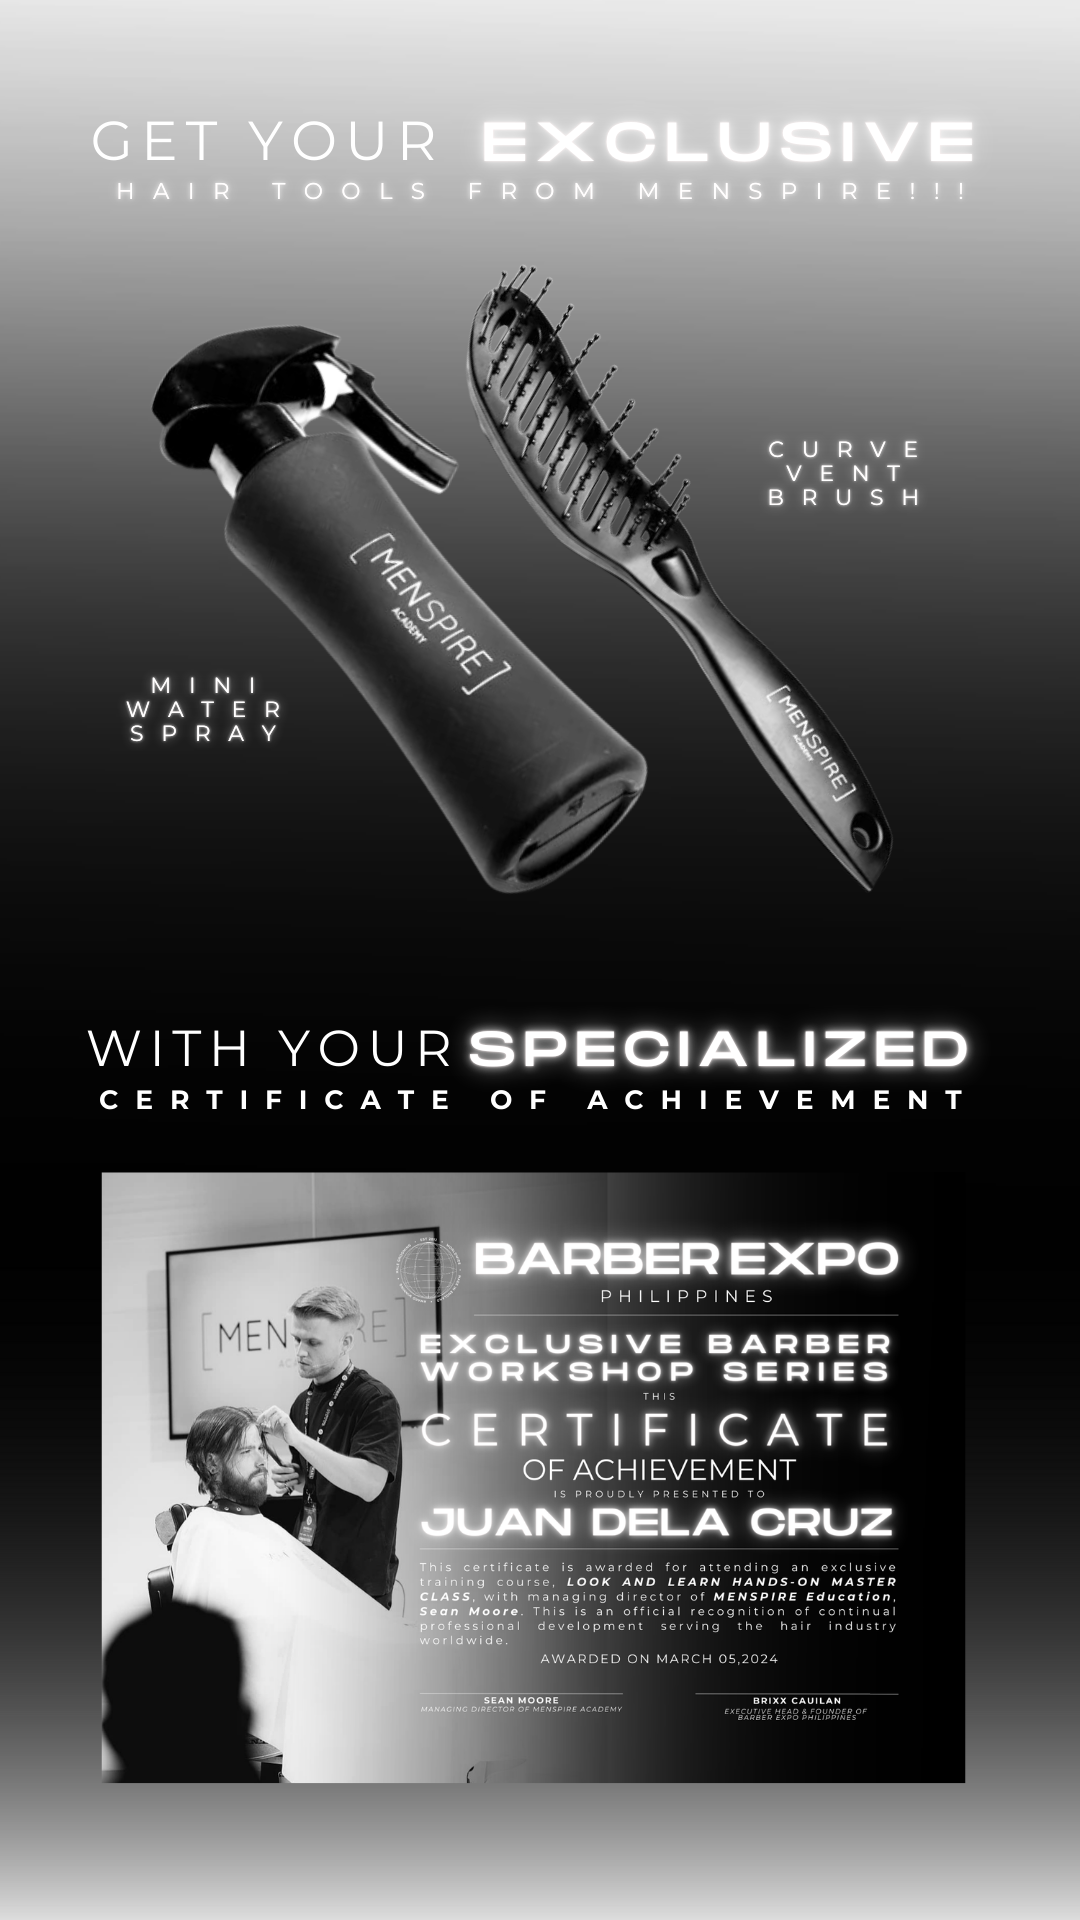 GET YOUR EXCLUSIVE
HAIR TOOLS FROM MENSPIRE!!!
CURVE
VENT
BRUSH
[MENSPIRE]
ACADEMY
MINI
WATER
SPRAY
[MENSPIRE]
ACADEMY
WITH YOUR SPECIALIZED
CERTIFICATE OF ACHIEVEMENT
BARBER EXPO
PHILIPPINES
[MEN RE]
EXCLUSIVE BARBER
WORKSHOP SERIES
THIS
CERTIFICATE
OF ACHIEVEMENT
IS PROUDLY PRESENTED TO
JUAN DELA CRUZ
This certificate is awarded for attending an exclusive
training course, LOOK AND LEARN HANDS-ON MASTER
CLASS, with managing director of MENSPIRE Education,
Sean Moore. This is an official recognition of continual
professional development serving the hair industry
worldwide.
AWARDED ON MARCH 05,2024
SEAN MOORE
MANAGING DIRECTOR OF MENSPIRE ACADEMY
BRIXX CAUILAN
EXECUTIVE HEAD & FOUNDER OF
BARBER EXPO PHILIPPINES